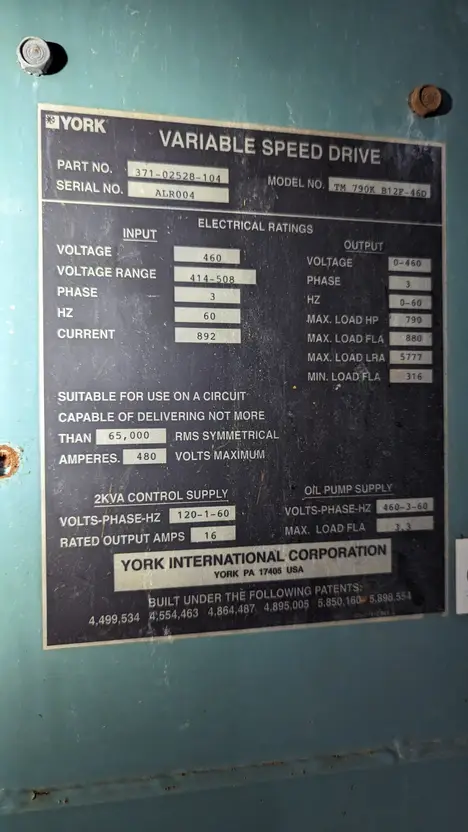 YORK
VARIABLE SPEED DRIVE
PART NO. 371-02528-104
SERIAL NO. ALR004
MODEL NO. TM 790K B12F-46D
ELECTRICAL RATINGS
INPUT
VOLTAGE 460
VOLTAGE RANGE 414-508
PHASE 3
HZ 60
CURRENT 892
OUTPUT
VOLTAGE 0-460
PHASE 3
HZ 0-60
MAX. LOAD HP 790
MAX. LOAD FLA 880
MAX. LOAD LRA 5777
MIN. LOAD FLA 316
SUITABLE FOR USE ON A CIRCUIT
CAPABLE OF DELIVERING NOT MORE
THAN 65,000 RMS SYMMETRICAL
AMPERES. 480 VOLTS MAXIMUM
2KVA CONTROL SUPPLY
VOLTS-PHASE-HZ 120-1-60
RATED OUTPUT AMPS 16
OIL PUMP SUPPLY
VOLTS-PHASE-HZ 460-3-60
MAX. LOAD FLA 3.3
YORK INTERNATIONAL CORPORATION
YORK PA 17405 USA
BUILT UNDER THE FOLLOWING PATENTS:
4,499,534 4,554,463 4,864,487 4,895,005 5,850,160 5,898,554